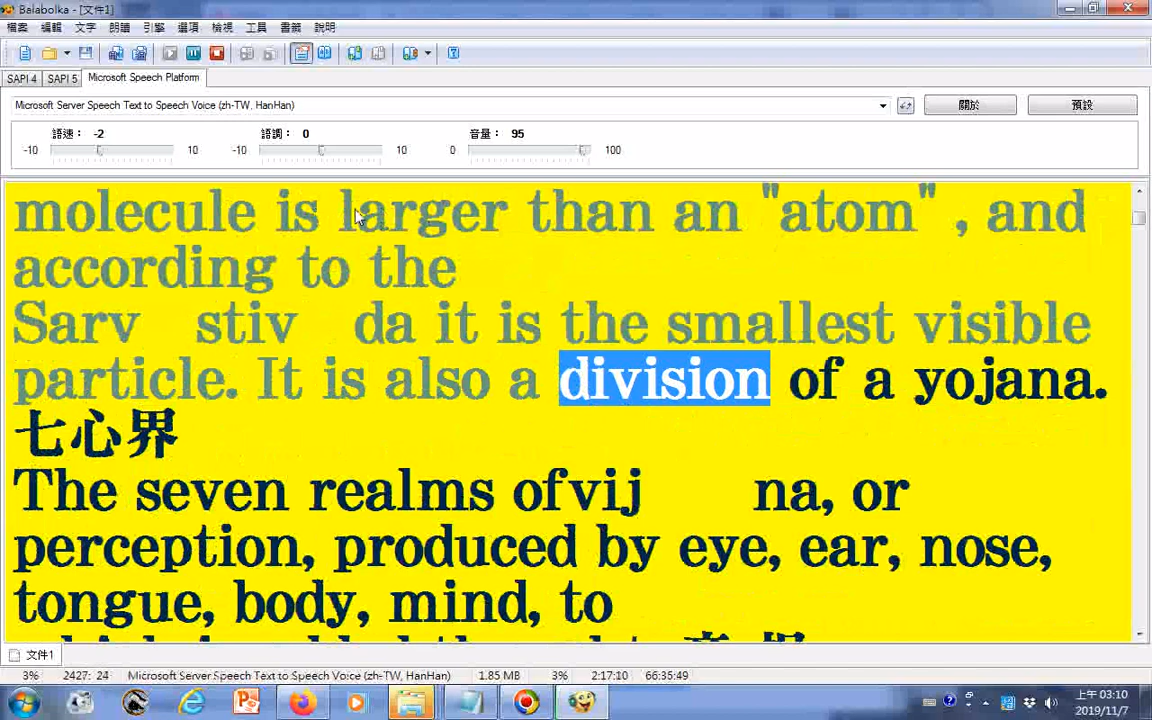 Balabolka - [文件1]
檔案 編輯 文字 朗讀 引擎 選項 檢視 工具 書籤 說明
SAPI 4 SAPI 5 Microsoft Speech Platform
Microsoft Server Speech Text to Speech Voice (zh-TW, HanHan) 關於 預設
語速： -2 語調： 0 音量： 95
-10 10 -10 10 0 100
molecule is larger than an "atom" , and
according to the
Sarv stiv da it is the smallest visible
particle. It is also a division of a yojana.
七心界
The seven realms ofvij na, or
perception, produced by eye, ear, nose,
tongue, body, mind, to
文件1
3% 2427: 24 Microsoft Server Speech Text to Speech Voice (zh-TW, HanHan) 1.85 MB 3% 2:17:10 66:35:49
上午 03:10
2019/11/7